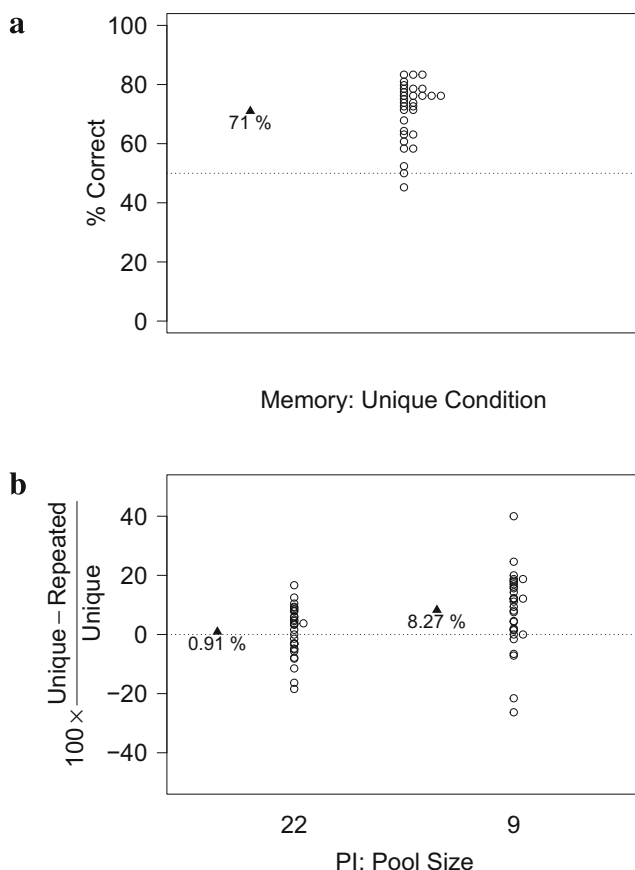 a
100
80
60
40
20
0
% Correct
71 %
Memory: Unique Condition
b
40
20
0
−20
−40
100 × Unique − Repeated
Unique
0.91 %
8.27 %
22 9
PI: Pool Size